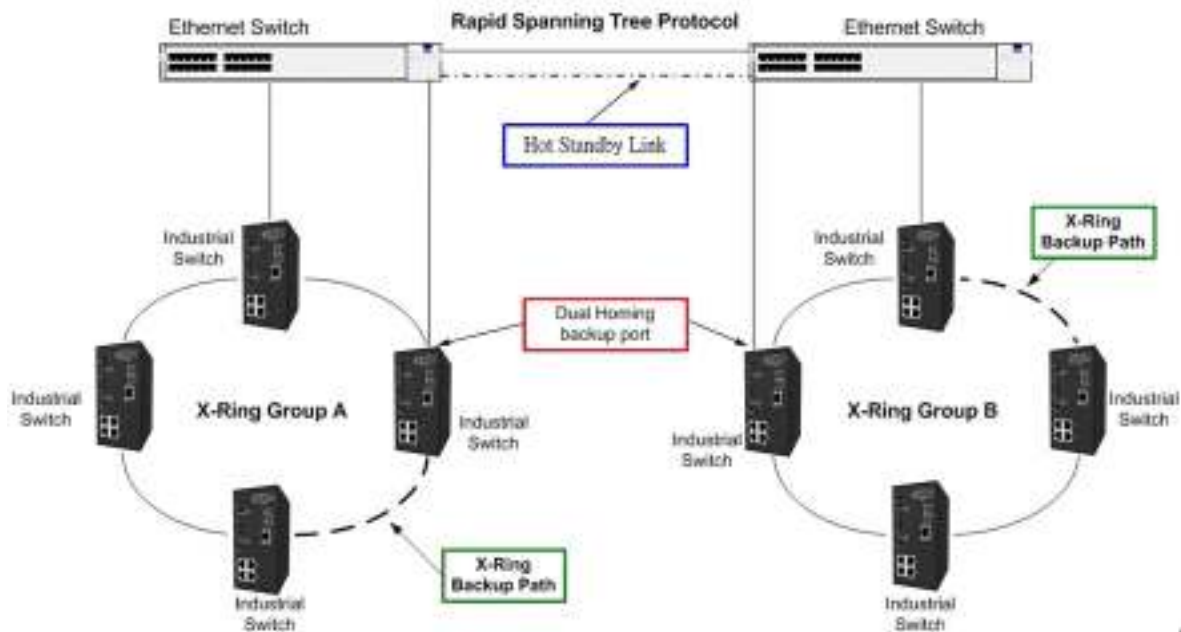 Rapid Spanning Tree Protocol
Ethernet Switch
Ethernet Switch
Hot Standby Link
Industrial
Switch
Industrial
Switch
X-Ring
Backup Path
Dual Homing
backup port
Industrial
Switch
X-Ring Group A
Industrial
Switch
Industrial
Switch
X-Ring Group B
Industrial
Switch
X-Ring
Backup Path
Industrial
Switch
Industrial
Switch